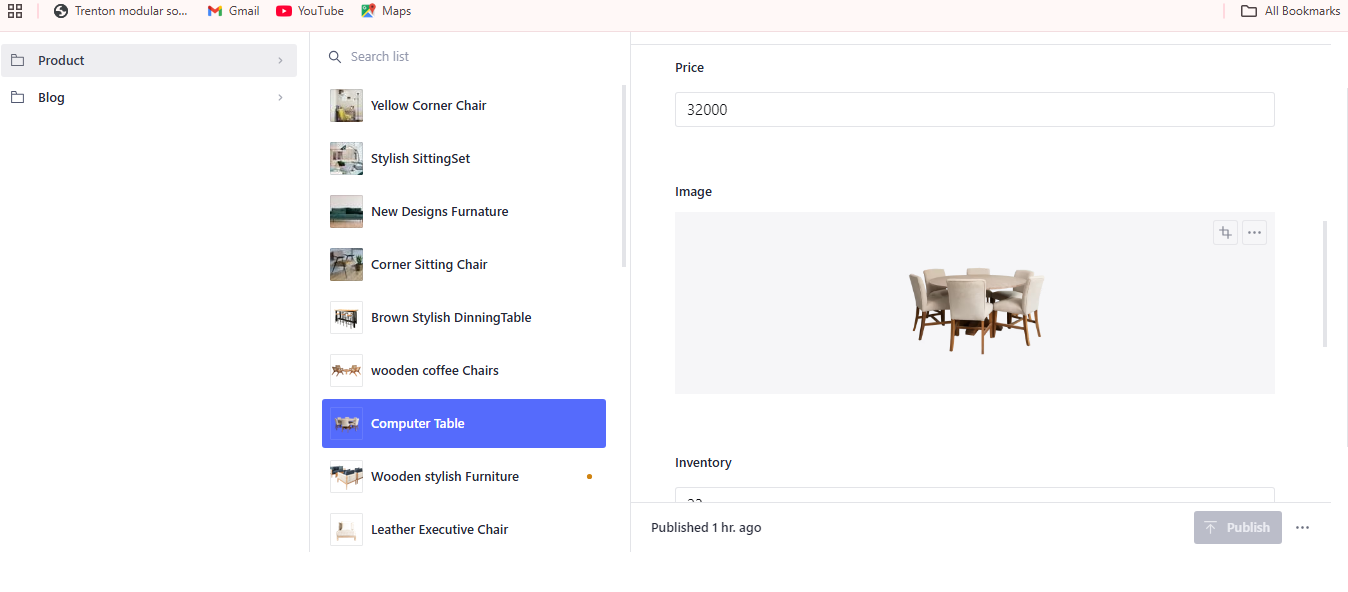 Trenton modular so... Gmail YouTube Maps All Bookmarks
Product
Blog
Search list
Yellow Corner Chair
Stylish SittingSet
New Designs Furnature
Corner Sitting Chair
Brown Stylish DinningTable
wooden coffee Chairs
Computer Table
Wooden stylish Furniture
Leather Executive Chair
Price
32000
Image
Inventory
Published 1 hr. ago
Publish